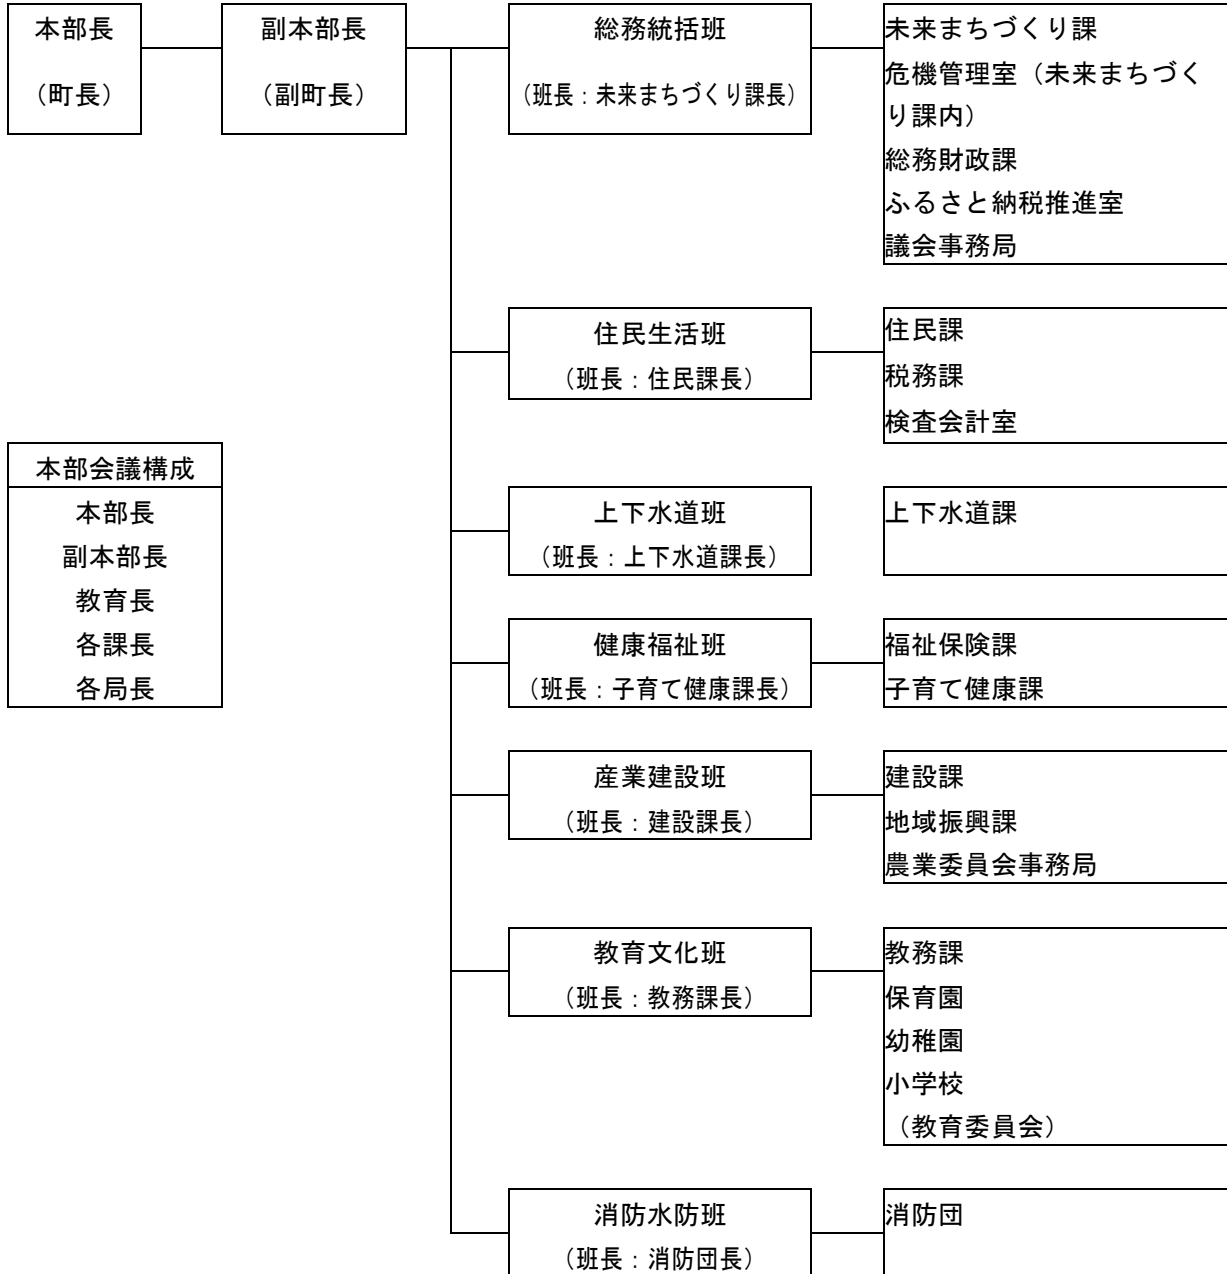 本部長
（町長）
副本部長
（副町長）
総務統括班
（班長：未来まちづくり課長）
未来まちづくり課
危機管理室（未来まちづく
り課内）
総務財政課
ふるさと納税推進室
議会事務局
住民生活班
（班長：住民課長）
住民課
税務課
検査会計室
本部会議構成
本部長
副本部長
教育長
各課長
各局長
上下水道班
（班長：上下水道課長）
上下水道課
健康福祉班
（班長：子育て健康課長）
福祉保険課
子育て健康課
産業建設班
（班長：建設課長）
建設課
地域振興課
農業委員会事務局
教育文化班
（班長：教務課長）
教務課
保育園
幼稚園
小学校
（教育委員会）
消防水防班
（班長：消防団長）
消防団